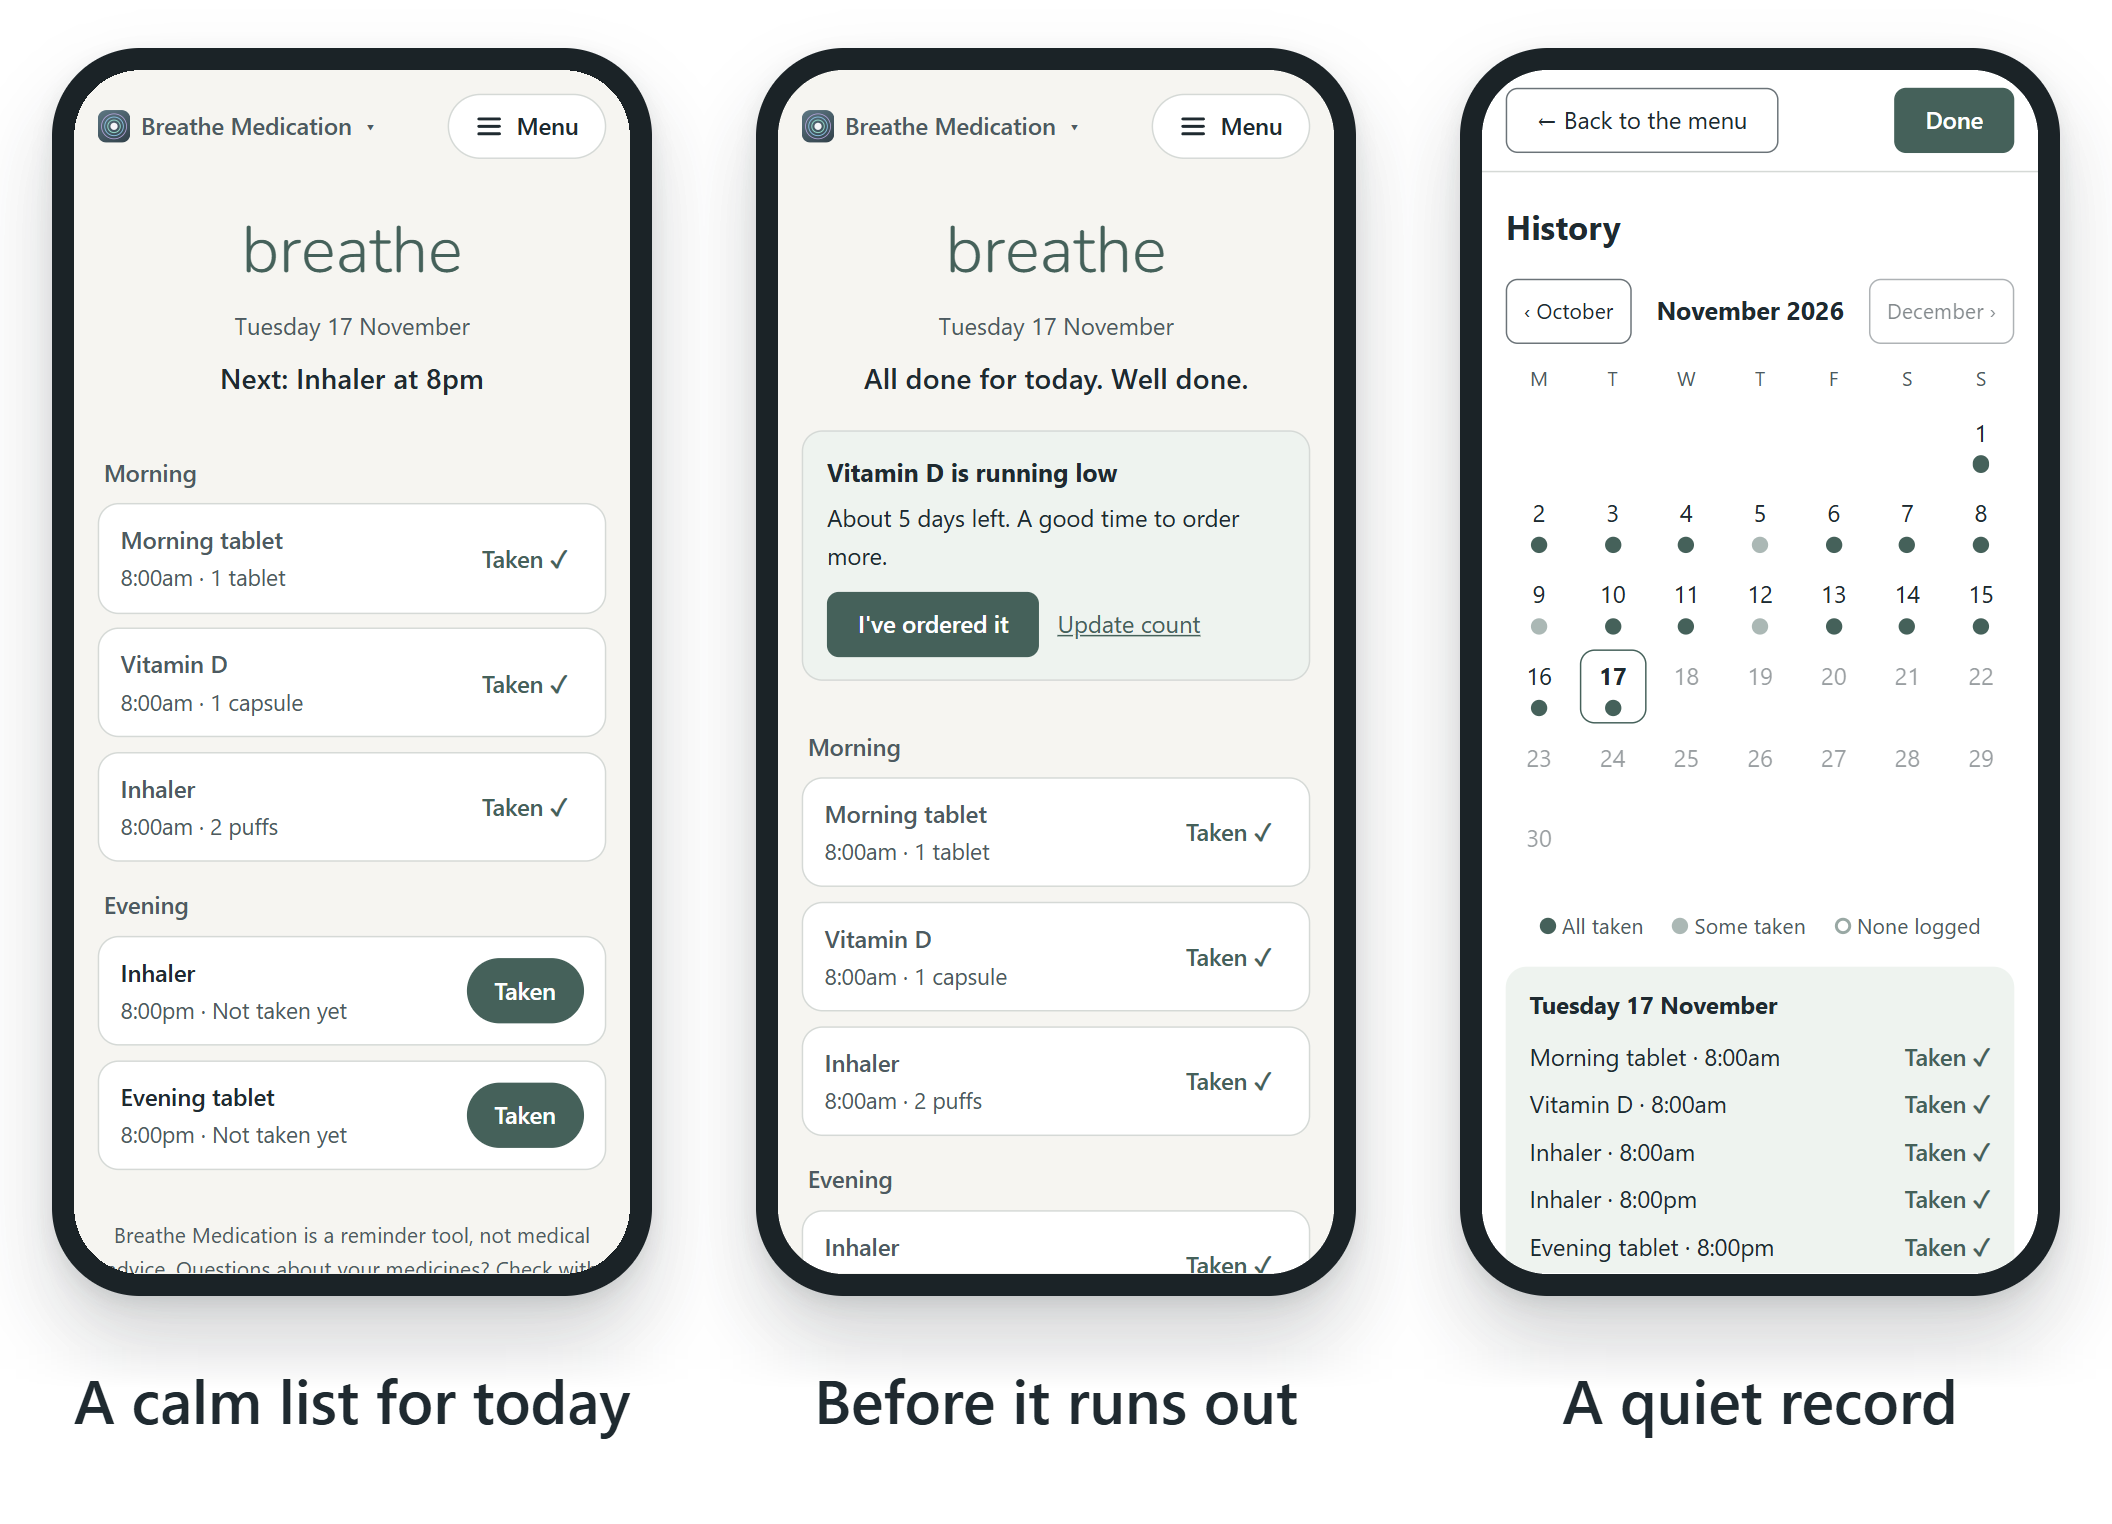 Breathe Medication ▾
Menu
breathe
Tuesday 17 November
Next: Inhaler at 8pm
Morning
Morning tablet
8:00am · 1 tablet
Taken ✓
Vitamin D
8:00am · 1 capsule
Taken ✓
Inhaler
8:00am · 2 puffs
Taken ✓
Evening
Inhaler
8:00pm · Not taken yet
Taken
Evening tablet
8:00pm · Not taken yet
Taken
Breathe Medication is a reminder tool, not medical
advice. Questions about your medicines? Check with
A calm list for today
Breathe Medication ▾
Menu
breathe
Tuesday 17 November
All done for today. Well done.
Vitamin D is running low
About 5 days left. A good time to order
more.
I've ordered it
Update count
Morning
Morning tablet
8:00am · 1 tablet
Taken ✓
Vitamin D
8:00am · 1 capsule
Taken ✓
Inhaler
8:00am · 2 puffs
Taken ✓
Evening
Inhaler
Taken ✓
Before it runs out
← Back to the menu
Done
History
‹ October
November 2026
December ›
M T W T F S S
1
2 3 4 5 6 7 8
9 10 11 12 13 14 15
16 17 18 19 20 21 22
23 24 25 26 27 28 29
30
All taken
Some taken
None logged
Tuesday 17 November
Morning tablet · 8:00am Taken ✓
Vitamin D · 8:00am Taken ✓
Inhaler · 8:00am Taken ✓
Inhaler · 8:00pm Taken ✓
Evening tablet · 8:00pm Taken ✓
A quiet record